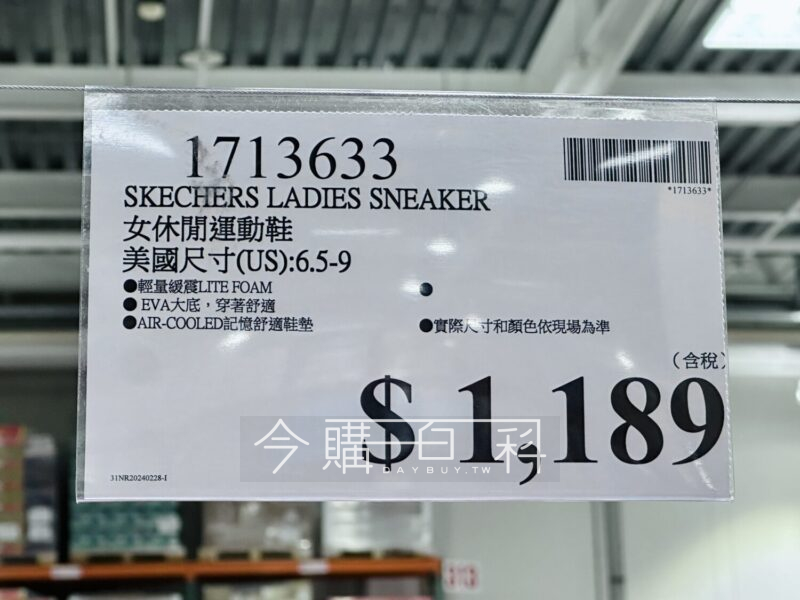 1713633
*1713633*
SKECHERS LADIES SNEAKER
女休閒運動鞋
美國尺寸(US):6.5-9
●輕量緩震LITE FOAM
●
● EVA大底，穿著舒適
●AIR-COOLED記憶舒適鞋墊
●實際尺寸和顏色依現場為準
(含稅)
$ 1,189
今購百科
DAYBUY.TW
31NR20240228-I
313